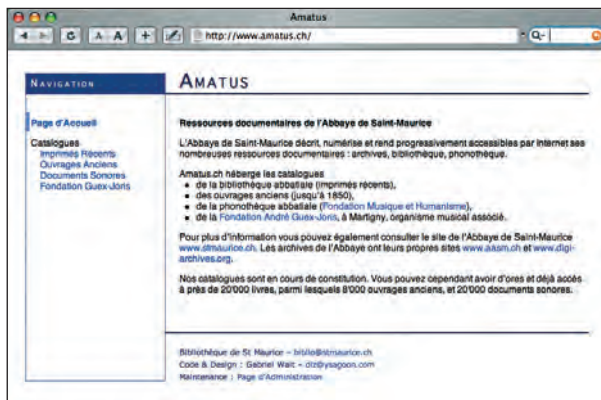 Amatus
A A + http://www.amatus.ch/ Q-
NAVIGATION
Page d'Accueil
Catalogues
Imprimés Récents
Ouvrages Anciens
Documents Sonores
Fondation Guex-Joris
AMATUS
Ressources documentaires de l'Abbaye de Saint-Maurice
L'Abbaye de Saint-Maurice décrit, numérise et rend progressivement accessibles par Internet ses
nombreuses ressources documentaires : archives, bibliothèque, phonothèque.
Amatus.ch héberge les catalogues
• de la bibliothèque abbatiale (imprimés récents),
• des ouvrages anciens (jusqu'à 1850),
• de la phonothèque abbatiale (Fondation Musique et Humanisme),
• de la Fondation André Guex-Joris, à Martigny, organisme musical associé.
Pour plus d'information vous pouvez également consulter le site de l'Abbaye de Saint-Maurice
www.stmaurice.ch. Les archives de l'Abbaye ont leurs propres sites www.aasm.ch et www.digi-
archives.org.
Nos catalogues sont en cours de constitution. Vous pouvez cependant avoir d'ores et déjà accès
à près de 20'000 livres, parmi lesquels 8'000 ouvrages anciens, et 20'000 documents sonores.
Bibliothèque de St Maurice – biblio@stmaurice.ch
Code & Design : Gabriel
Maintenance : Page d'Administration